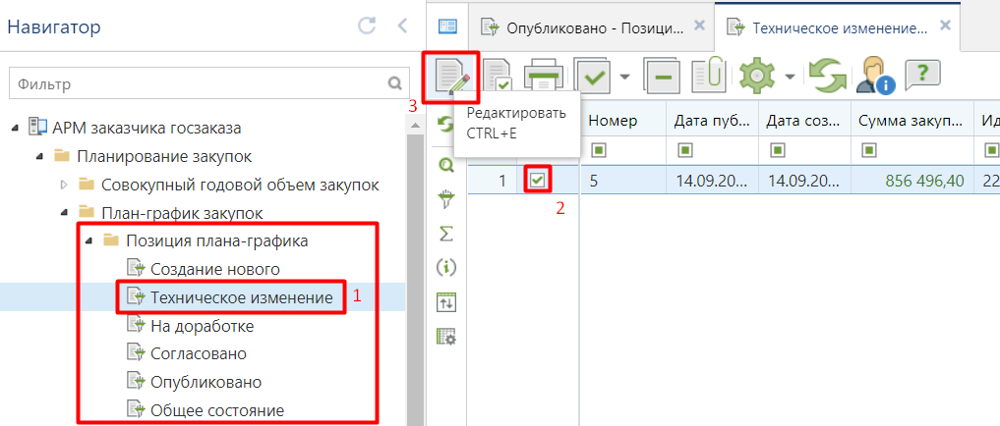 Навигатор
Опубликовано - Позици...
Техническое изменение...
Фильтр
3
Редактировать
CTRL+E
АРМ заказчика госзаказа
Планирование закупок
Совокупный годовой объем закупок
План-график закупок
Позиция плана-графика
Создание нового
Техническое изменение
1
На доработке
Согласовано
Опубликовано
Общее состояние
Номер
Дата пуб...
Дата соз...
Сумма закуп...
Ид
1
5
14.09.20...
14.09.20...
856 496,40
22
2